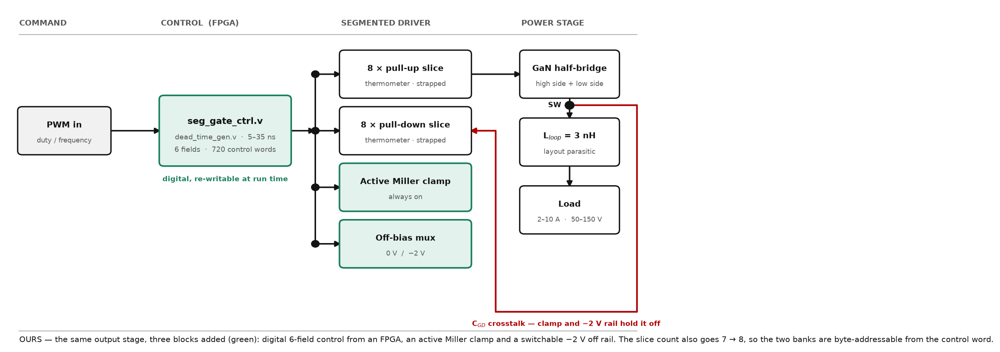 COMMAND
CONTROL (FPGA)
SEGMENTED DRIVER
POWER STAGE
PWM in
duty / frequency
seg_gate_ctrl.v
dead_time_gen.v · 5–35 ns
6 fields · 720 control words
digital, re-writable at run time
8 × pull-up slice
thermometer · strapped
8 × pull-down slice
thermometer · strapped
Active Miller clamp
always on
Off-bias mux
0 V / −2 V
GaN half-bridge
high side + low side
SW
Lloop = 3 nH
layout parasitic
Load
2–10 A · 50–150 V
CGD crosstalk — clamp and −2 V rail hold it off
OURS — the same output stage, three blocks added (green): digital 6-field control from an FPGA, an active Miller clamp and a switchable −2 V off rail. The slice count also goes 7 → 8, so the two banks are byte-addressable from the control word.